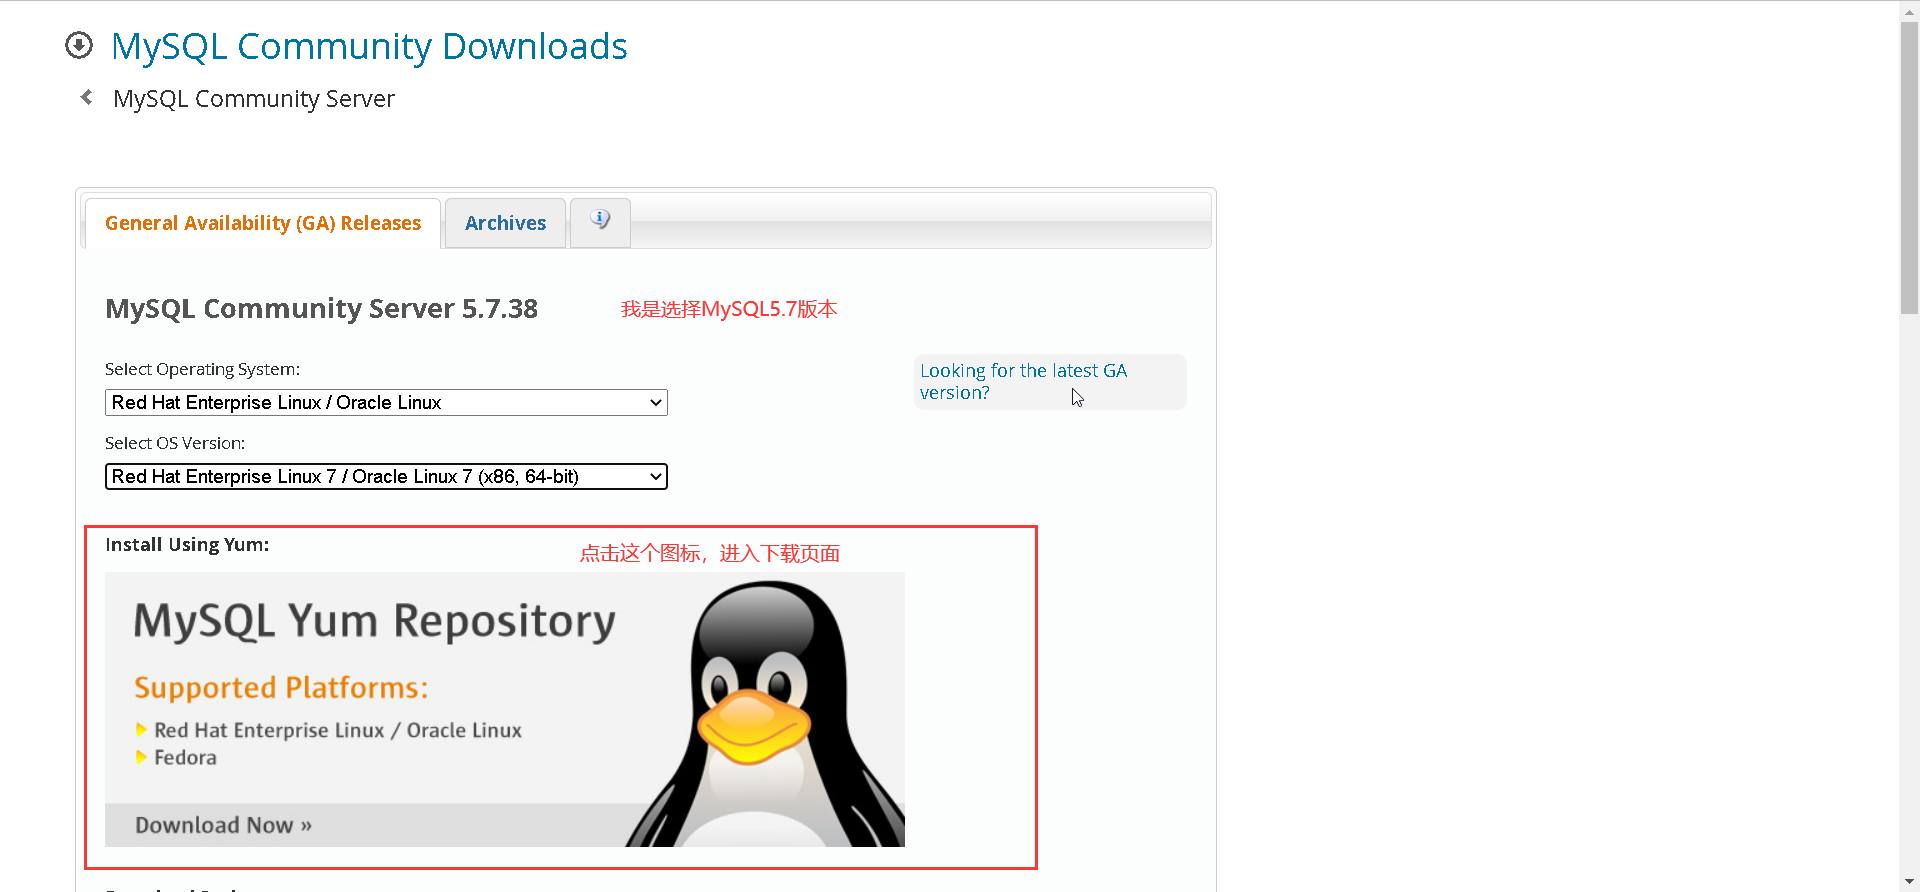 MySQL Community Downloads
MySQL Community Server
General Availability (GA) Releases
Archives
MySQL Community Server 5.7.38
我是选择MySQL5.7版本
Select Operating System:
Looking for the latest GA
version?
Red Hat Enterprise Linux / Oracle Linux
Select OS Version:
Red Hat Enterprise Linux 7 / Oracle Linux 7 (x86, 64-bit)
Install Using Yum:
点击这个图标，进入下载页面
MySQL Yum Repository
Supported Platforms:
Red Hat Enterprise Linux / Oracle Linux
Fedora
Download Now »